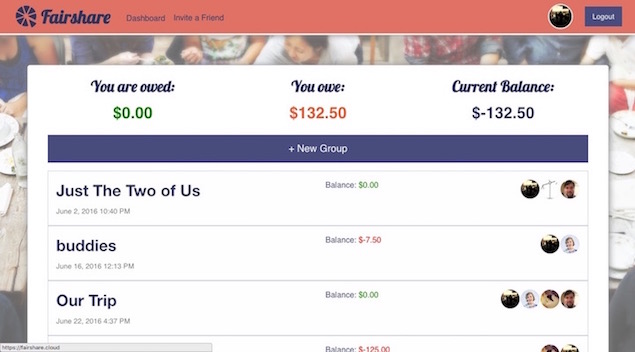 Fairshare Dashboard Invite a Friend Logout
You are owed: You owe: Current Balance:
$0.00 $132.50 $-132.50
+ New Group
Just The Two of Us Balance: $0.00
June 2, 2016 10:40 PM
buddies Balance: $-7.50
June 16, 2016 12:13 PM
Our Trip Balance: $0.00
June 22, 2016 4:37 PM
https://fairshare.cloud Balance: $-125.00